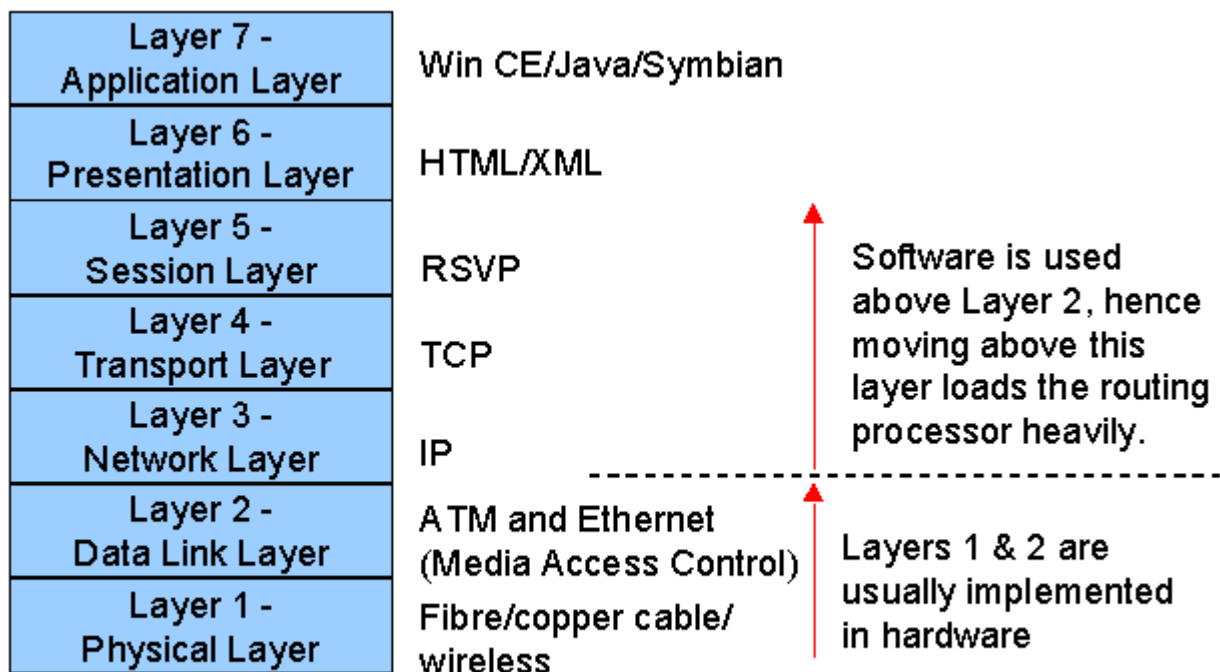 Layer 7 -
Application Layer
Win CE/Java/Symbian
Layer 6 -
Presentation Layer
HTML/XML
Layer 5 -
Session Layer
RSVP
Layer 4 -
Transport Layer
TCP
Layer 3 -
Network Layer
IP
Software is used
above Layer 2, hence
moving above this
layer loads the routing
processor heavily.
Layer 2 -
Data Link Layer
ATM and Ethernet
(Media Access Control)
Layer 1 -
Physical Layer
Fibre/copper cable/
wireless
Layers 1 & 2 are
usually implemented
in hardware